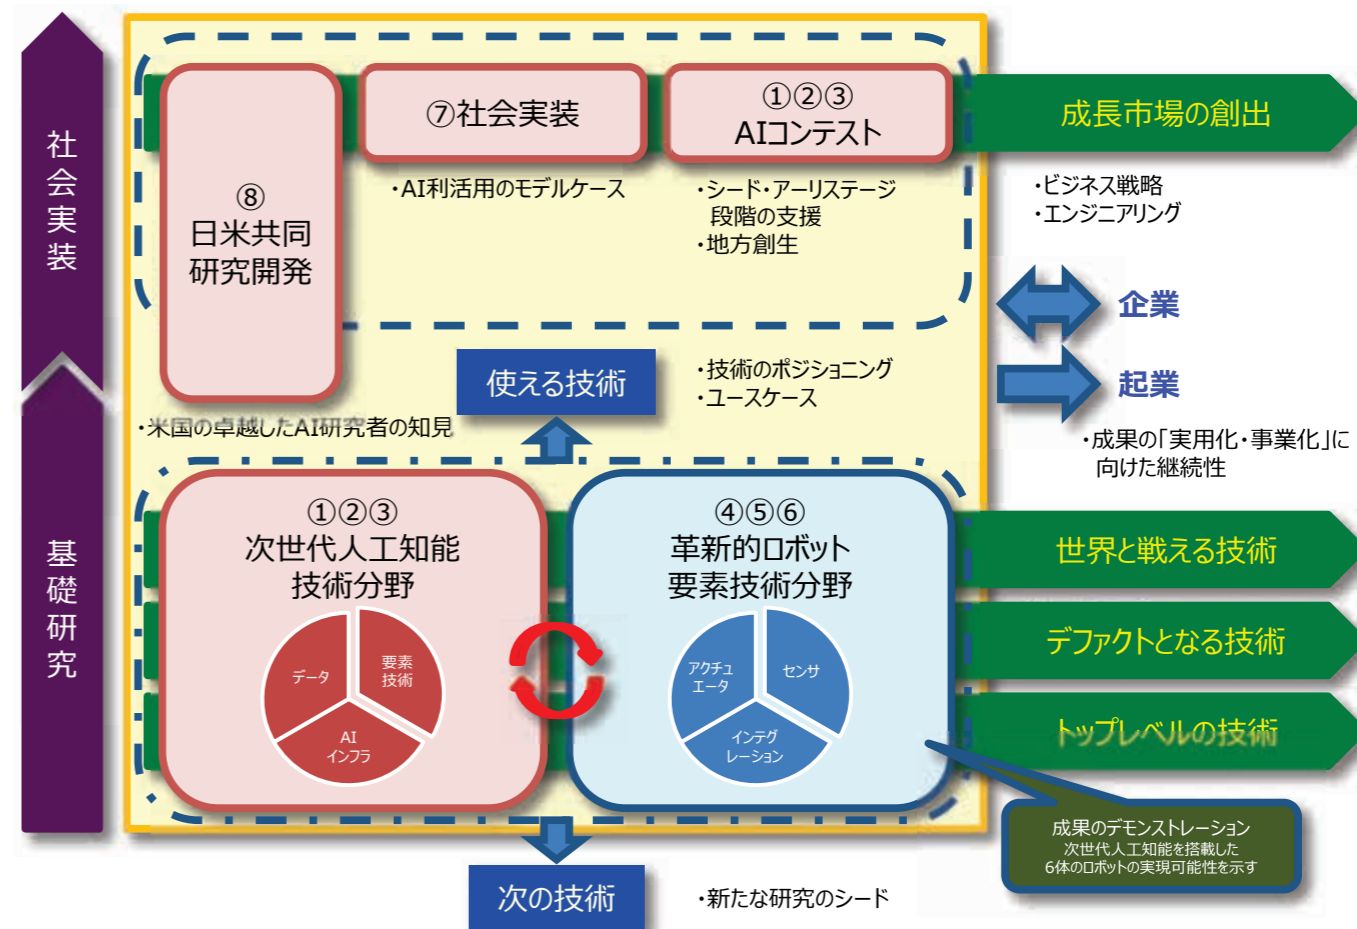 社会実装
基礎研究
⑧
日米共同
研究開発
⑦社会実装
①②③
AIコンテスト
成長市場の創出
・AI利活用のモデルケース
・シード・アーリステージ
段階の支援
・地方創生
・ビジネス戦略
・エンジニアリング
企業
起業
使える技術
・技術のポジショニング
・ユースケース
・米国の卓越したAI研究者の知見
・成果の「実用化・事業化」に
向けた継続性
①②③
次世代人工知能
技術分野
データ
要素
技術
AI
インフラ
④⑤⑥
革新的ロボット
要素技術分野
アクチュ
エータ
センサ
インテグ
レーション
世界と戦える技術
デファクトとなる技術
トップレベルの技術
成果のデモンストレーション
次世代人工知能を搭載した
6体のロボットの実現可能性を示す
次の技術
・新たな研究のシード